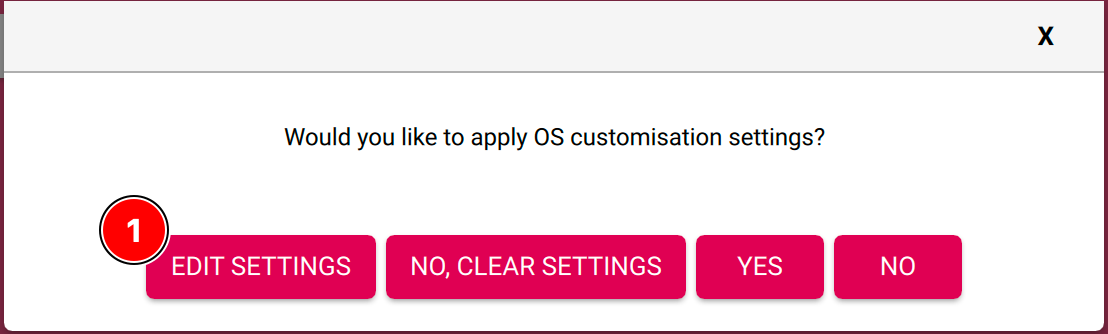 X
Would you like to apply OS customisation settings?
1
EDIT SETTINGS
NO, CLEAR SETTINGS
YES
NO